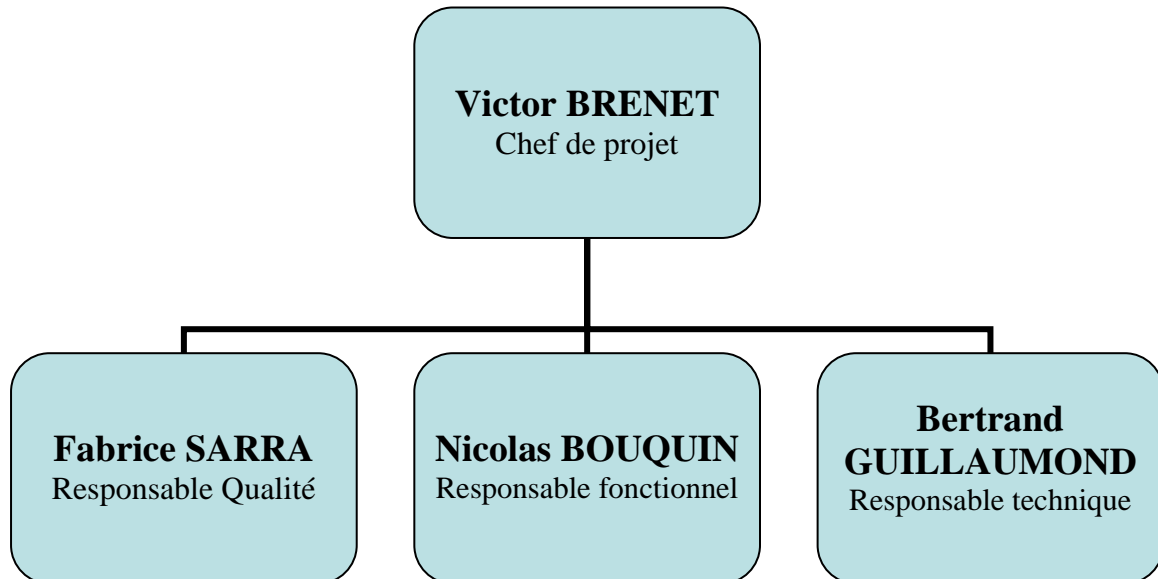 Victor BRENET
Chef de projet
Fabrice SARRA
Responsable Qualité
Nicolas BOUQUIN
Responsable fonctionnel
Bertrand
GUILLAUMOND
Responsable technique